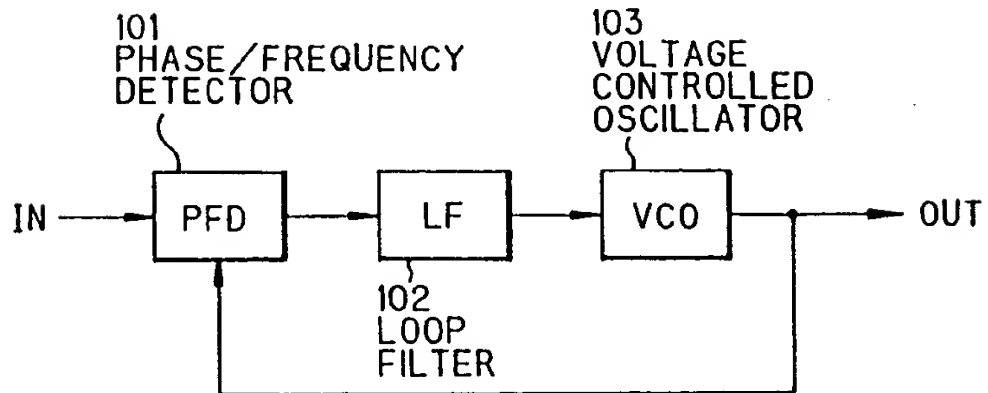 101
PHASE/FREQUENCY
DETECTOR
103
VOLTAGE
CONTROLLED
OSCILLATOR
IN
PFD
LF
VCO
OUT
102
LOOP
FILTER